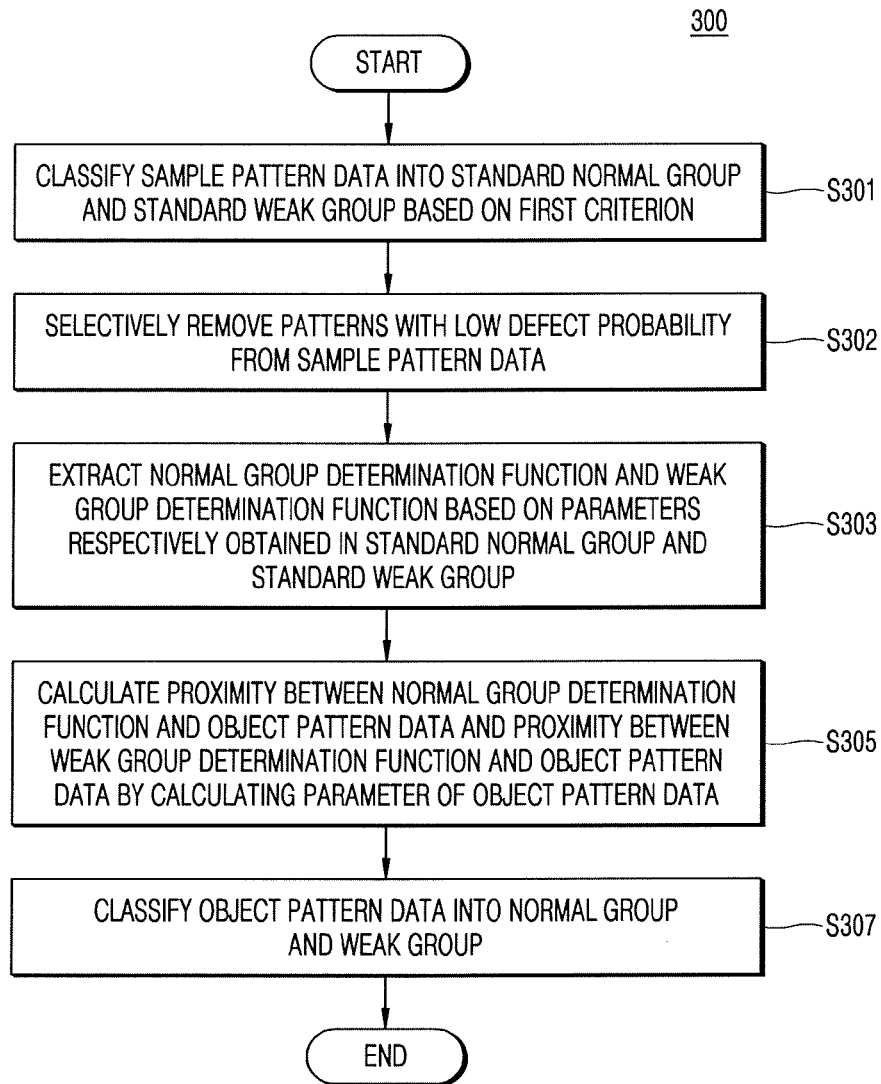 300
START
CLASSIFY SAMPLE PATTERN DATA INTO STANDARD NORMAL GROUP
AND STANDARD WEAK GROUP BASED ON FIRST CRITERION
S301
SELECTIVELY REMOVE PATTERNS WITH LOW DEFECT PROBABILITY
FROM SAMPLE PATTERN DATA
S302
EXTRACT NORMAL GROUP DETERMINATION FUNCTION AND WEAK
GROUP DETERMINATION FUNCTION BASED ON PARAMETERS
RESPECTIVELY OBTAINED IN STANDARD NORMAL GROUP AND
STANDARD WEAK GROUP
S303
CALCULATE PROXIMITY BETWEEN NORMAL GROUP DETERMINATION
FUNCTION AND OBJECT PATTERN DATA AND PROXIMITY BETWEEN
WEAK GROUP DETERMINATION FUNCTION AND OBJECT PATTERN
DATA BY CALCULATING PARAMETER OF OBJECT PATTERN DATA
S305
CLASSIFY OBJECT PATTERN DATA INTO NORMAL GROUP
AND WEAK GROUP
S307
END